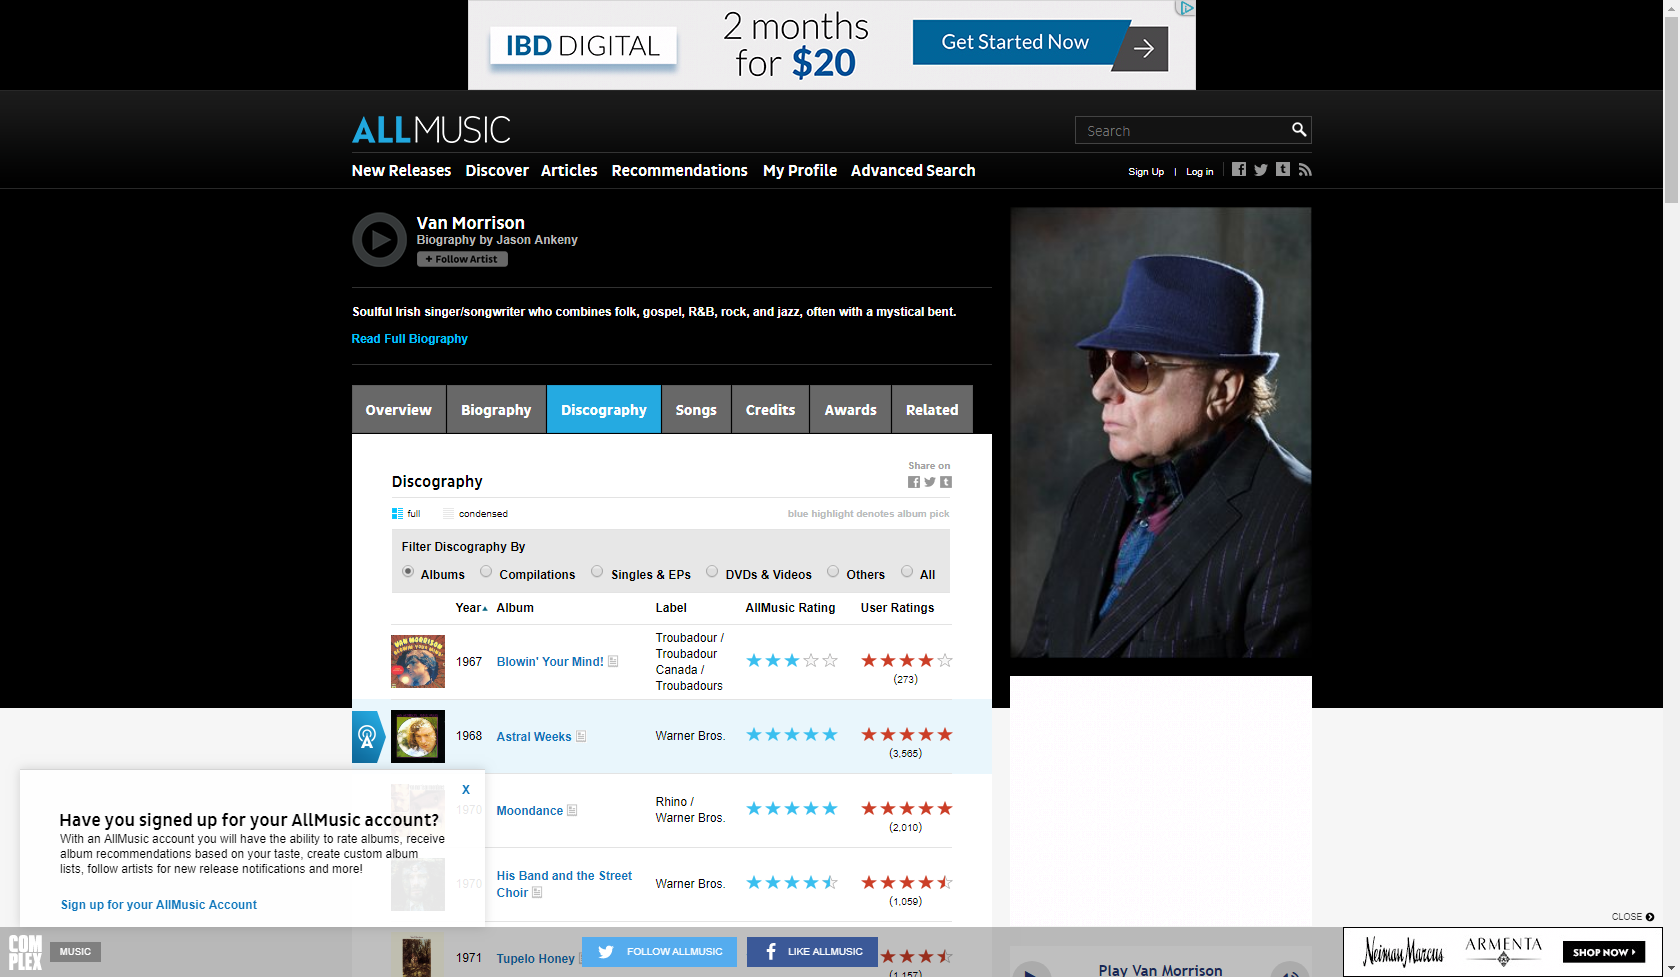 IBD DIGITAL
2 months
for $20
Get Started Now
ALLMUSIC
Search
New Releases Discover Articles Recommendations My Profile Advanced Search
Sign Up | Log in
Van Morrison
Biography by Jason Ankeny
+ Follow Artist
Soulful Irish singer/songwriter who combines folk, gospel, R&B, rock, and jazz, often with a mystical bent.
Read Full Biography
Overview Biography Discography Songs Credits Awards Related
Share on
Discography
full condensed blue highlight denotes album pick
Filter Discography By
Albums Compilations Singles & EPs DVDs & Videos Others All
Year Album Label AllMusic Rating User Ratings
VAN MORRISON
BLOWIN' YOUR MIND!
1967 Blowin' Your Mind!
Troubadour /
Troubadour
Canada /
Troubadours
(273)
1968 Astral Weeks Warner Bros.
(3,565)
1970 Moondance
Rhino /
Warner Bros.
(2,010)
1970 His Band and the Street
Choir
Warner Bros.
(1,059)
1971 Tupelo Honey
(1,157)
X
Have you signed up for your AllMusic account?
With an AllMusic account you will have the ability to rate albums, receive
album recommendations based on your taste, create custom album
lists, follow artists for new release notifications and more!
Sign up for your AllMusic Account
COM
PLEX
MUSIC
FOLLOW ALLMUSIC
LIKE ALLMUSIC
Play Van Morrison
CLOSE
Neiman Marcus
ARMENTA
SHOP NOW